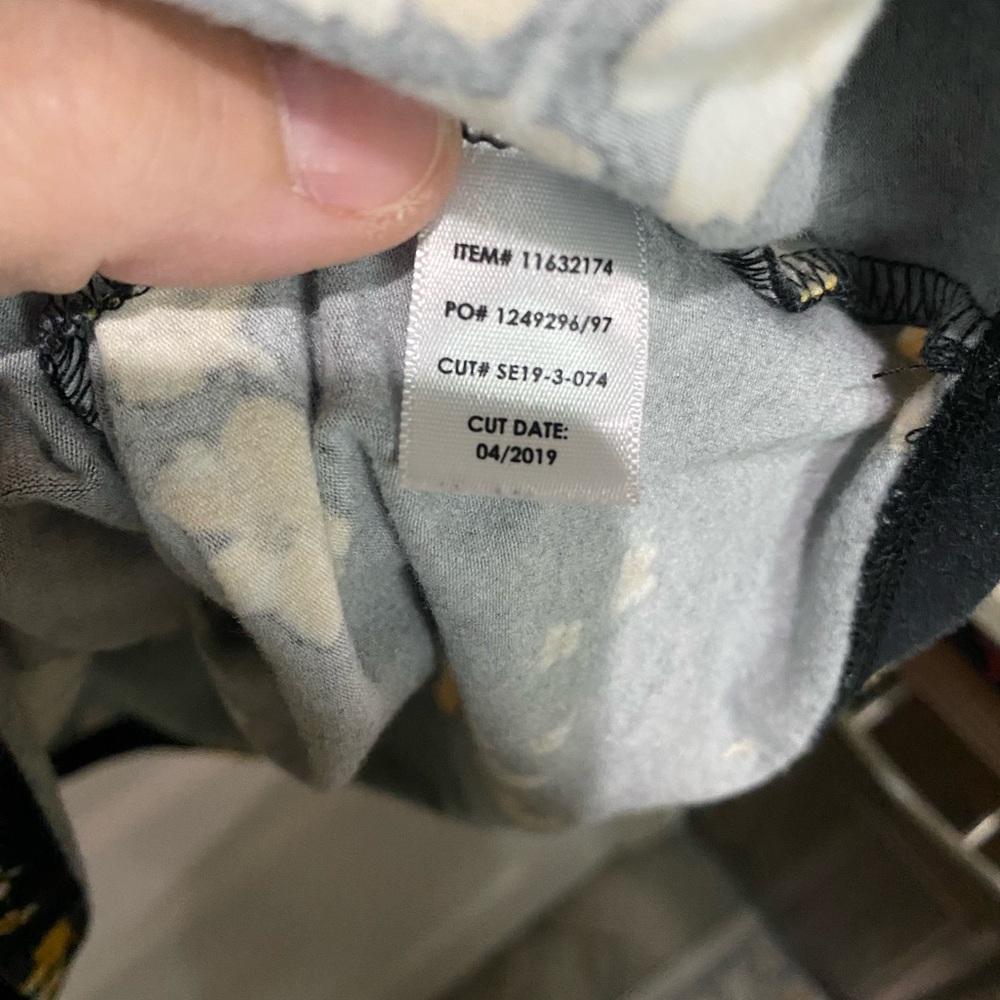 ITEM# 11632174
PO# 1249296/97
CUT# SE19-3-074
CUT DATE:
04/2019